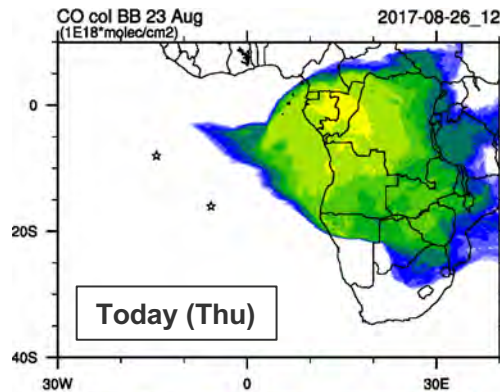 CO col BB 23 Aug 2017-08-26_12
(1E18*molec/cm2)
0
20S
Today (Thu)
40S
30W 0 30E